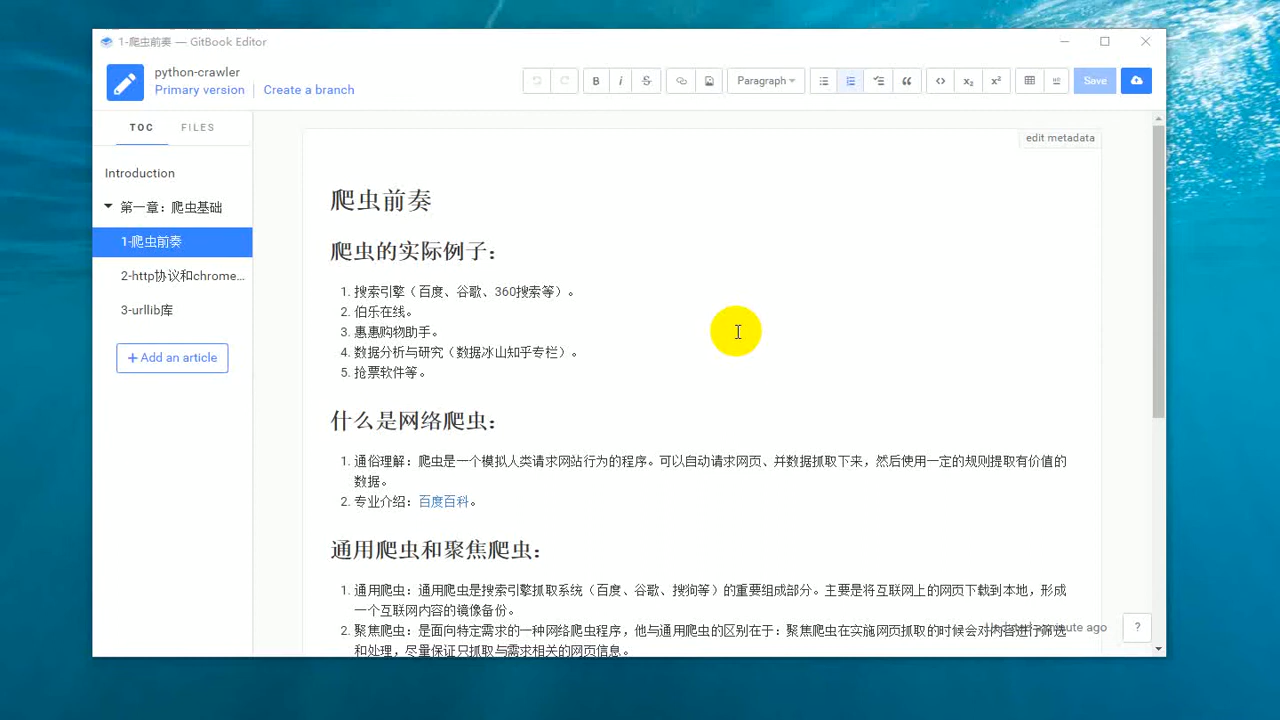 1-爬虫前奏 — GitBook Editor
python-crawler
Primary version
Create a branch
B
i
S
Paragraph
x₂
x²
Save
TOC
FILES
edit metadata
Introduction
第一章：爬虫基础
1-爬虫前奏
2-http协议和chrome...
3-urllib库
+ Add an article
爬虫前奏
爬虫的实际例子：
1. 搜索引擎（百度、谷歌、360搜索等）。
2. 伯乐在线。
3. 惠惠购物助手。
4. 数据分析与研究（数据冰山知乎专栏）。
5. 抢票软件等。
什么是网络爬虫：
1. 通俗理解：爬虫是一个模拟人类请求网站行为的程序。可以自动请求网页、并数据抓取下来，然后使用一定的规则提取有价值的
数据。
2. 专业介绍：百度百科。
通用爬虫和聚焦爬虫：
1. 通用爬虫：通用爬虫是搜索引擎抓取系统（百度、谷歌、搜狗等）的重要组成部分。主要是将互联网上的网页下载到本地，形成
一个互联网内容的镜像备份。
2. 聚焦爬虫：是面向特定需求的一种网络爬虫程序，他与通用爬虫的区别在于：聚焦爬虫在实施网页抓取的时候会对内容进行筛选
和处理，尽量保证只抓取与需求相关的网页信息。
Updated a minute ago
?